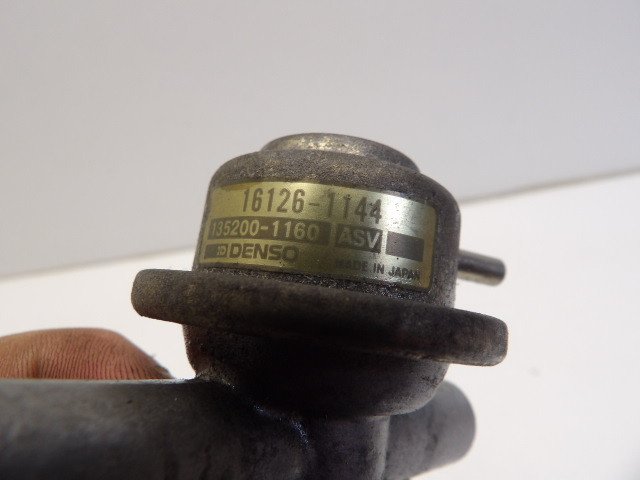 16126-1144
135200-1160 ASV
DENSO MADE IN JAPAN